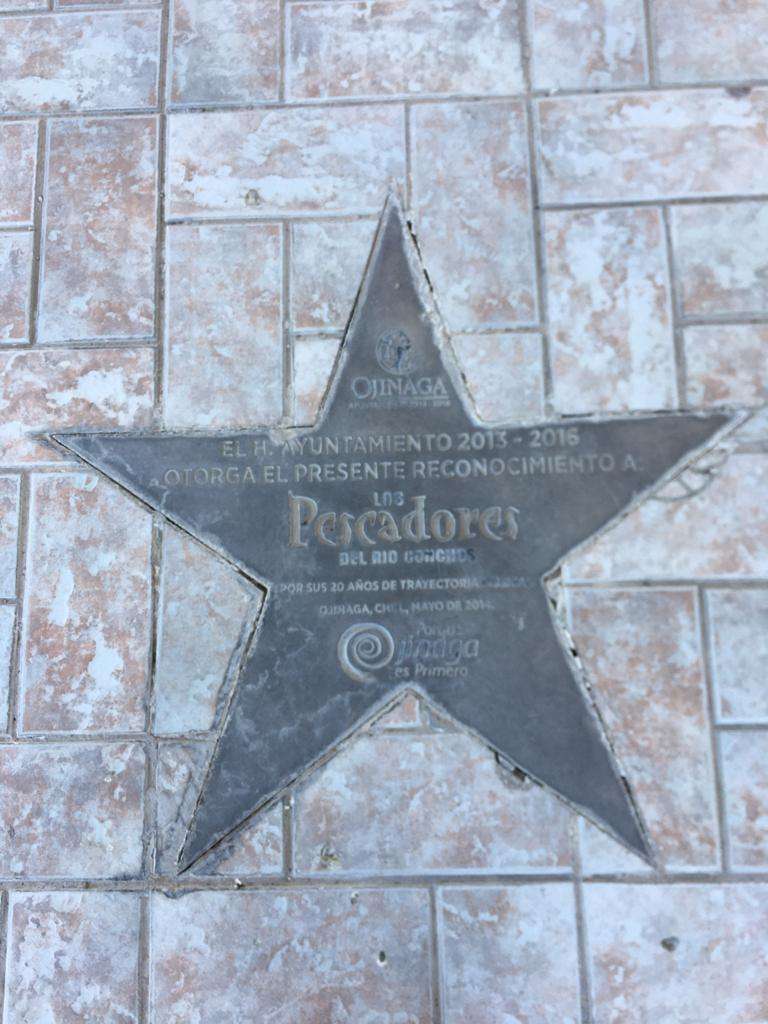 OJINAGA
EL H. AYUNTAMIENTO 2013 - 2016
OTORGA EL PRESENTE RECONOCIMIENTO A:
LOS
Pescadores
DEL RIO CONCHOS
POR SUS 20 AÑOS DE TRAYECTORIA
OJINAGA, CHIH., MAYO DE 2014.
Porque
Ojinaga
es Primero